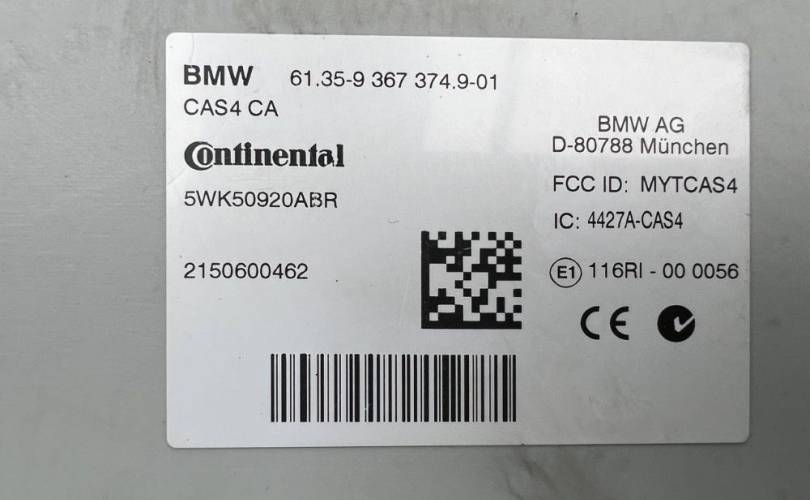 BMW 61.35-9 367 374.9-01
CAS4 CA
Continental
5WK50920ABR
2150600462
BMW AG
D-80788 München
FCC ID: MYTCAS4
IC: 4427A-CAS4
E1 116RI - 00 0056
CE